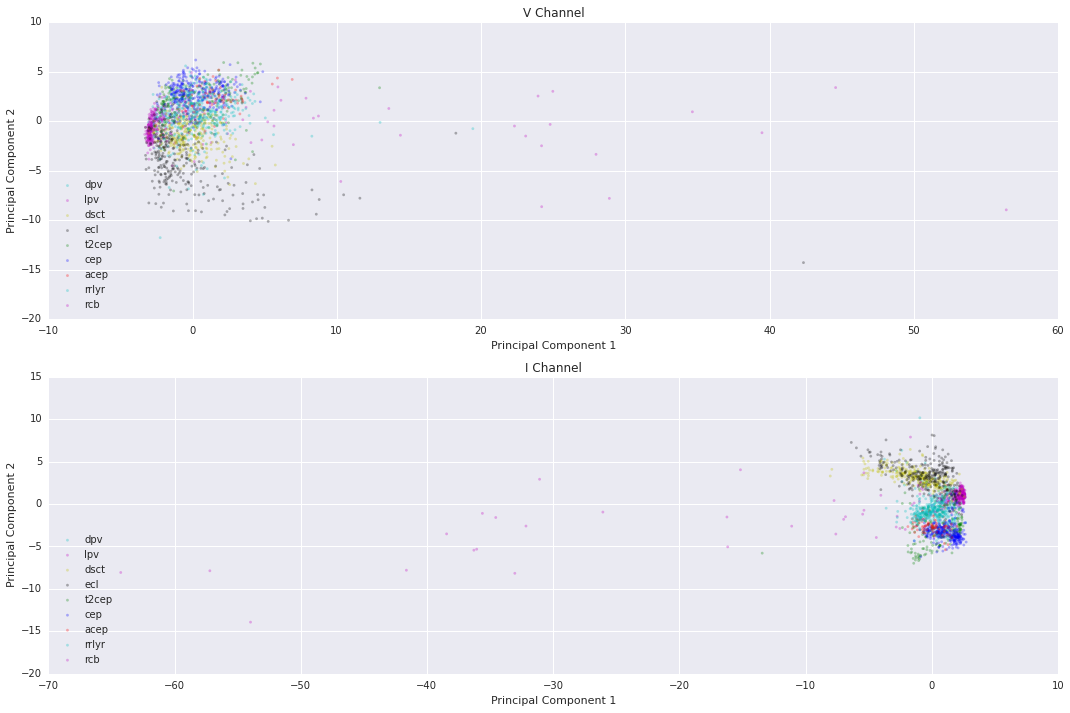 V Channel
10
5
0
−5
−10
−15
−20
Principal Component 2
dpv
lpv
dsct
ecl
t2cep
cep
acep
rrlyr
rcb
−10 0 10 20 30 40 50 60
Principal Component 1
I Channel
15
10
5
0
−5
−10
−15
−20
Principal Component 2
dpv
lpv
dsct
ecl
t2cep
cep
acep
rrlyr
rcb
−70 −60 −50 −40 −30 −20 −10 0 10
Principal Component 1